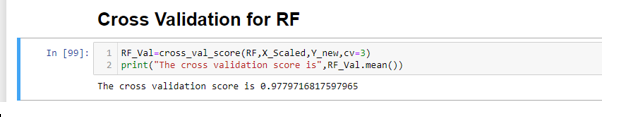 Cross Validation for RF
In [99]:
1 RF_Val=cross_val_score(RF,X_Scaled,Y_new,cv=3)
2 print("The cross validation score is",RF_Val.mean())
The cross validation score is 0.9779716817597965